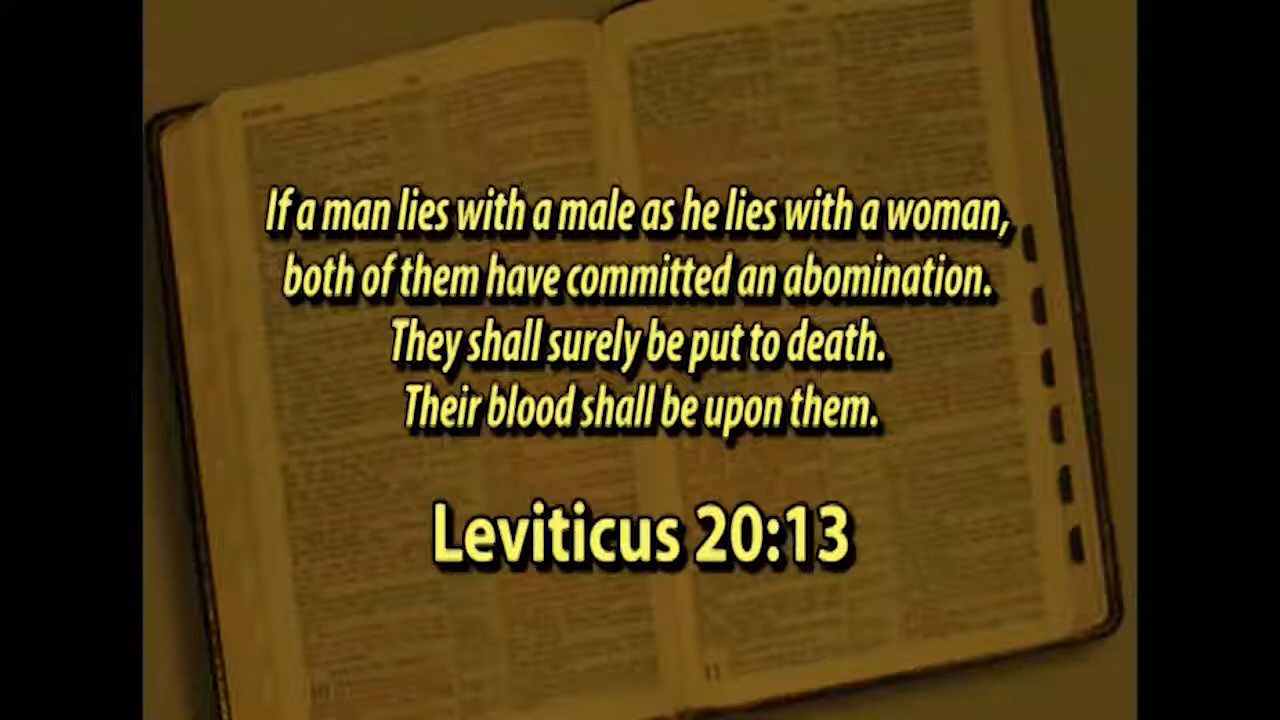 If a man lies with a male as he lies with a woman,
both of them have committed an abomination.
They shall surely be put to death.
Their blood shall be upon them.
Leviticus 20:13